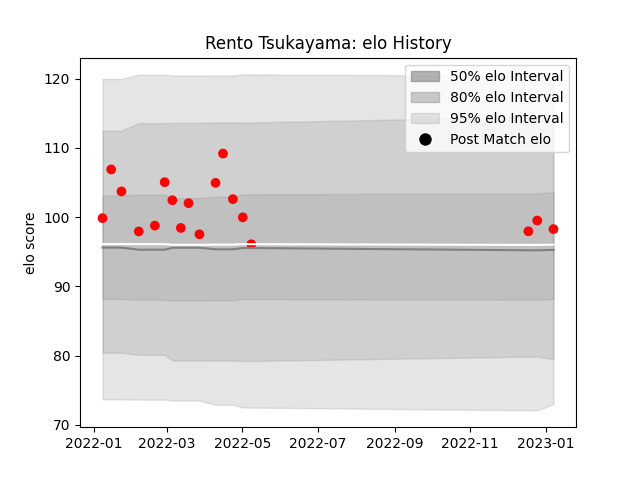 Rento Tsukayama: elo History
50% elo Interval
80% elo Interval
95% elo Interval
Post Match elo
elo score
120
110
100
90
80
70
2022-01 2022-03 2022-05 2022-07 2022-09 2022-11 2023-01